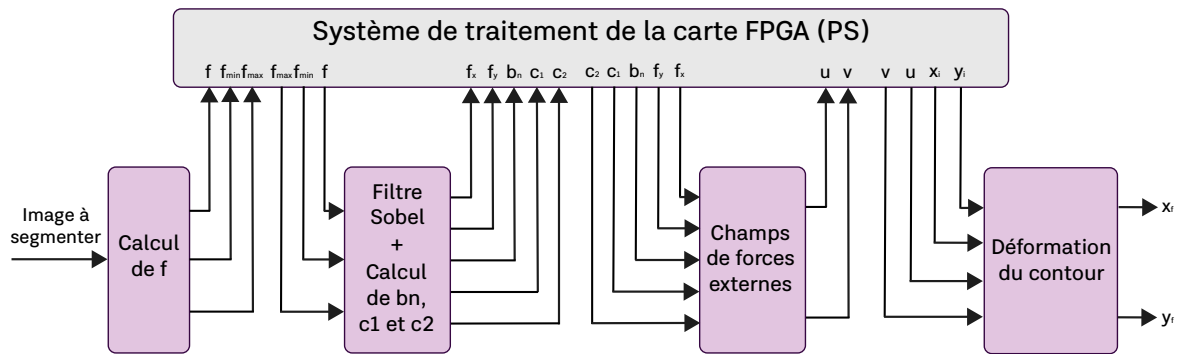 Système de traitement de la carte FPGA (PS)
f fmin fmax fmax fmin f fx fy bn c1 c2 c2 c1 bn fy fx u v v u xi yi
Image à
segmenter
Calcul
de f
Filtre
Sobel
+
Calcul
de bn,
c1 et c2
Champs
de forces
externes
Déformation
du contour
xf
yf